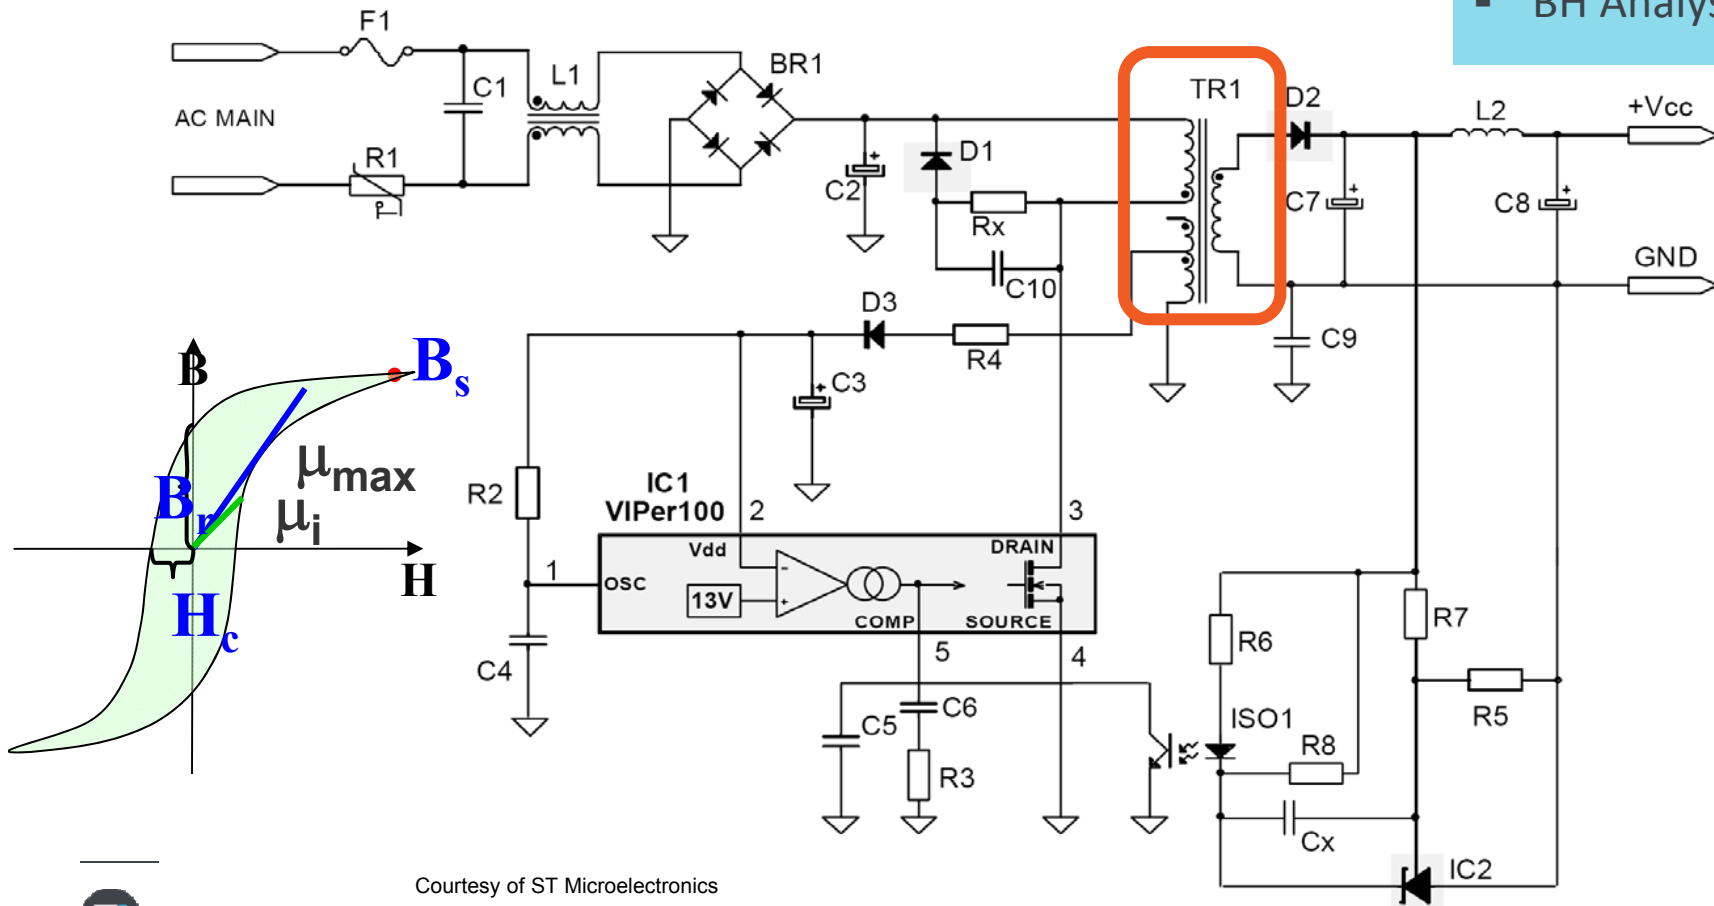 ▪ BH Analys
F1
C1
L1
BR1
AC MAIN
R1
C2
D1
Rx
C10
TR1
D2
L2
+Vcc
C7
C8
GND
C9
D3
R4
C3
B
Bs
μmax
Br
μi
H
Hc
R2
IC1
VIPer100
2
3
1
Vdd
DRAIN
OSC
13V
COMP
SOURCE
5
4
C4
C5
C6
R3
R6
R7
ISO1
R8
R5
Cx
IC2
Courtesy of ST Microelectronics